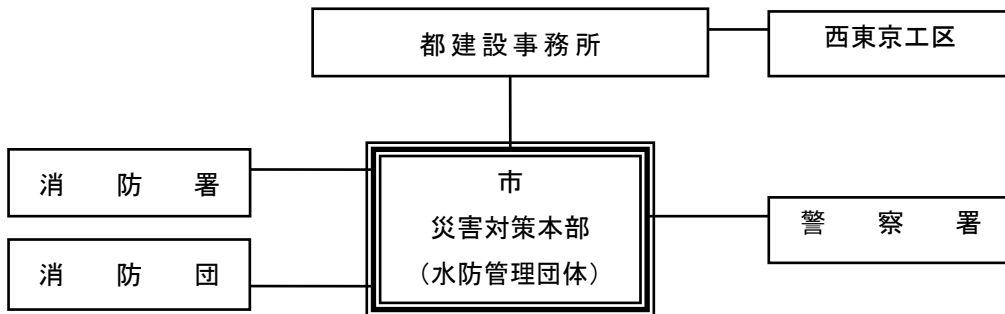 都建設事務所
西東京工区
消防署
市
災害対策本部
（水防管理団体）
警察署
消防団